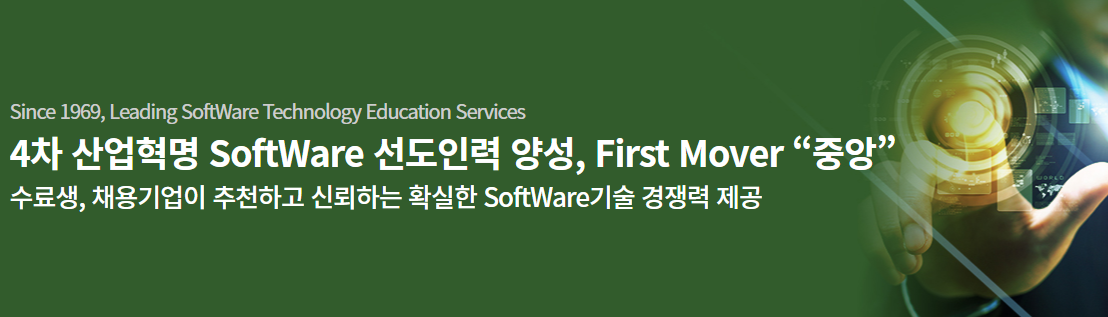 Since 1969, Leading SoftWare Technology Education Services
4차 산업혁명 SoftWare 선도인력 양성, First Mover “중앙”
수료생, 채용기업이 추천하고 신뢰하는 확실한 SoftWare기술 경쟁력 제공
WORLD